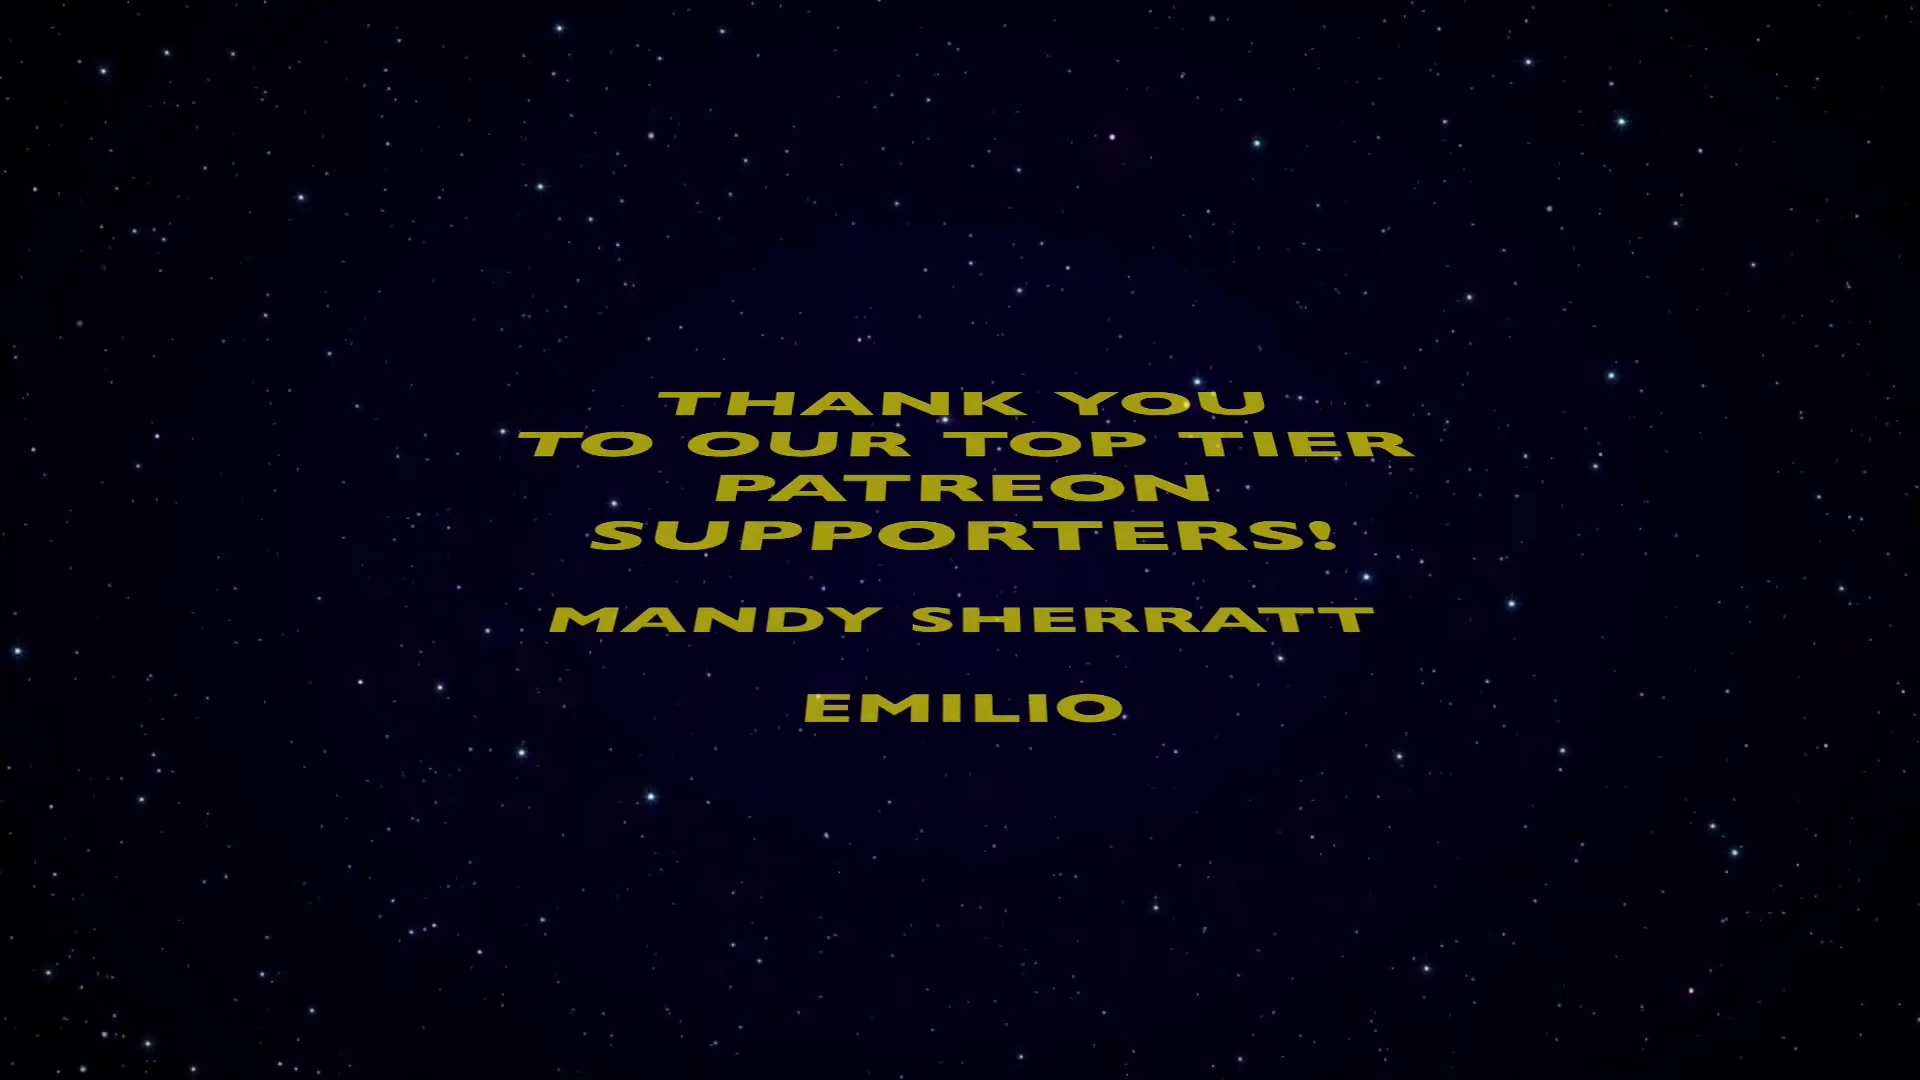 THANK YOU
TO OUR TOP TIER
PATREON
SUPPORTERS!
MANDY SHERRATT
EMILIO